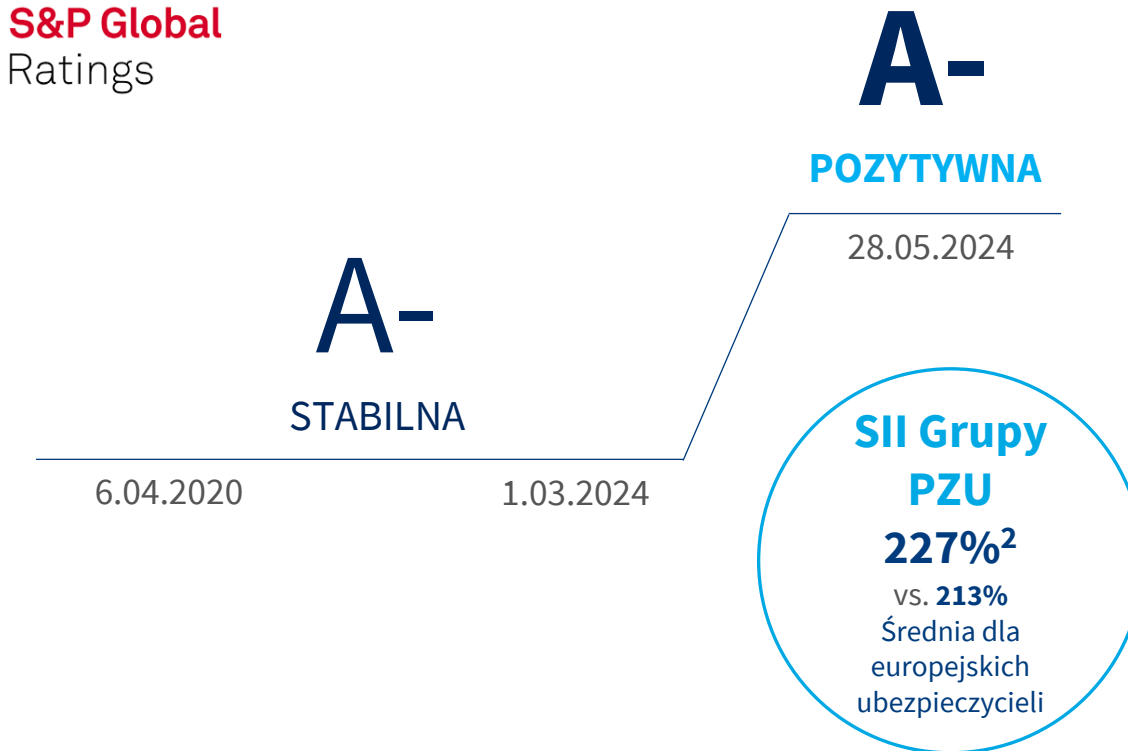 S&P Global
Ratings
A-
POZYTYWNA
28.05.2024
A-
STABILNA
6.04.2020
1.03.2024
SII Grupy
PZU
227%²
vs. 213%
Średnia dla
europejskich
ubezpieczycieli